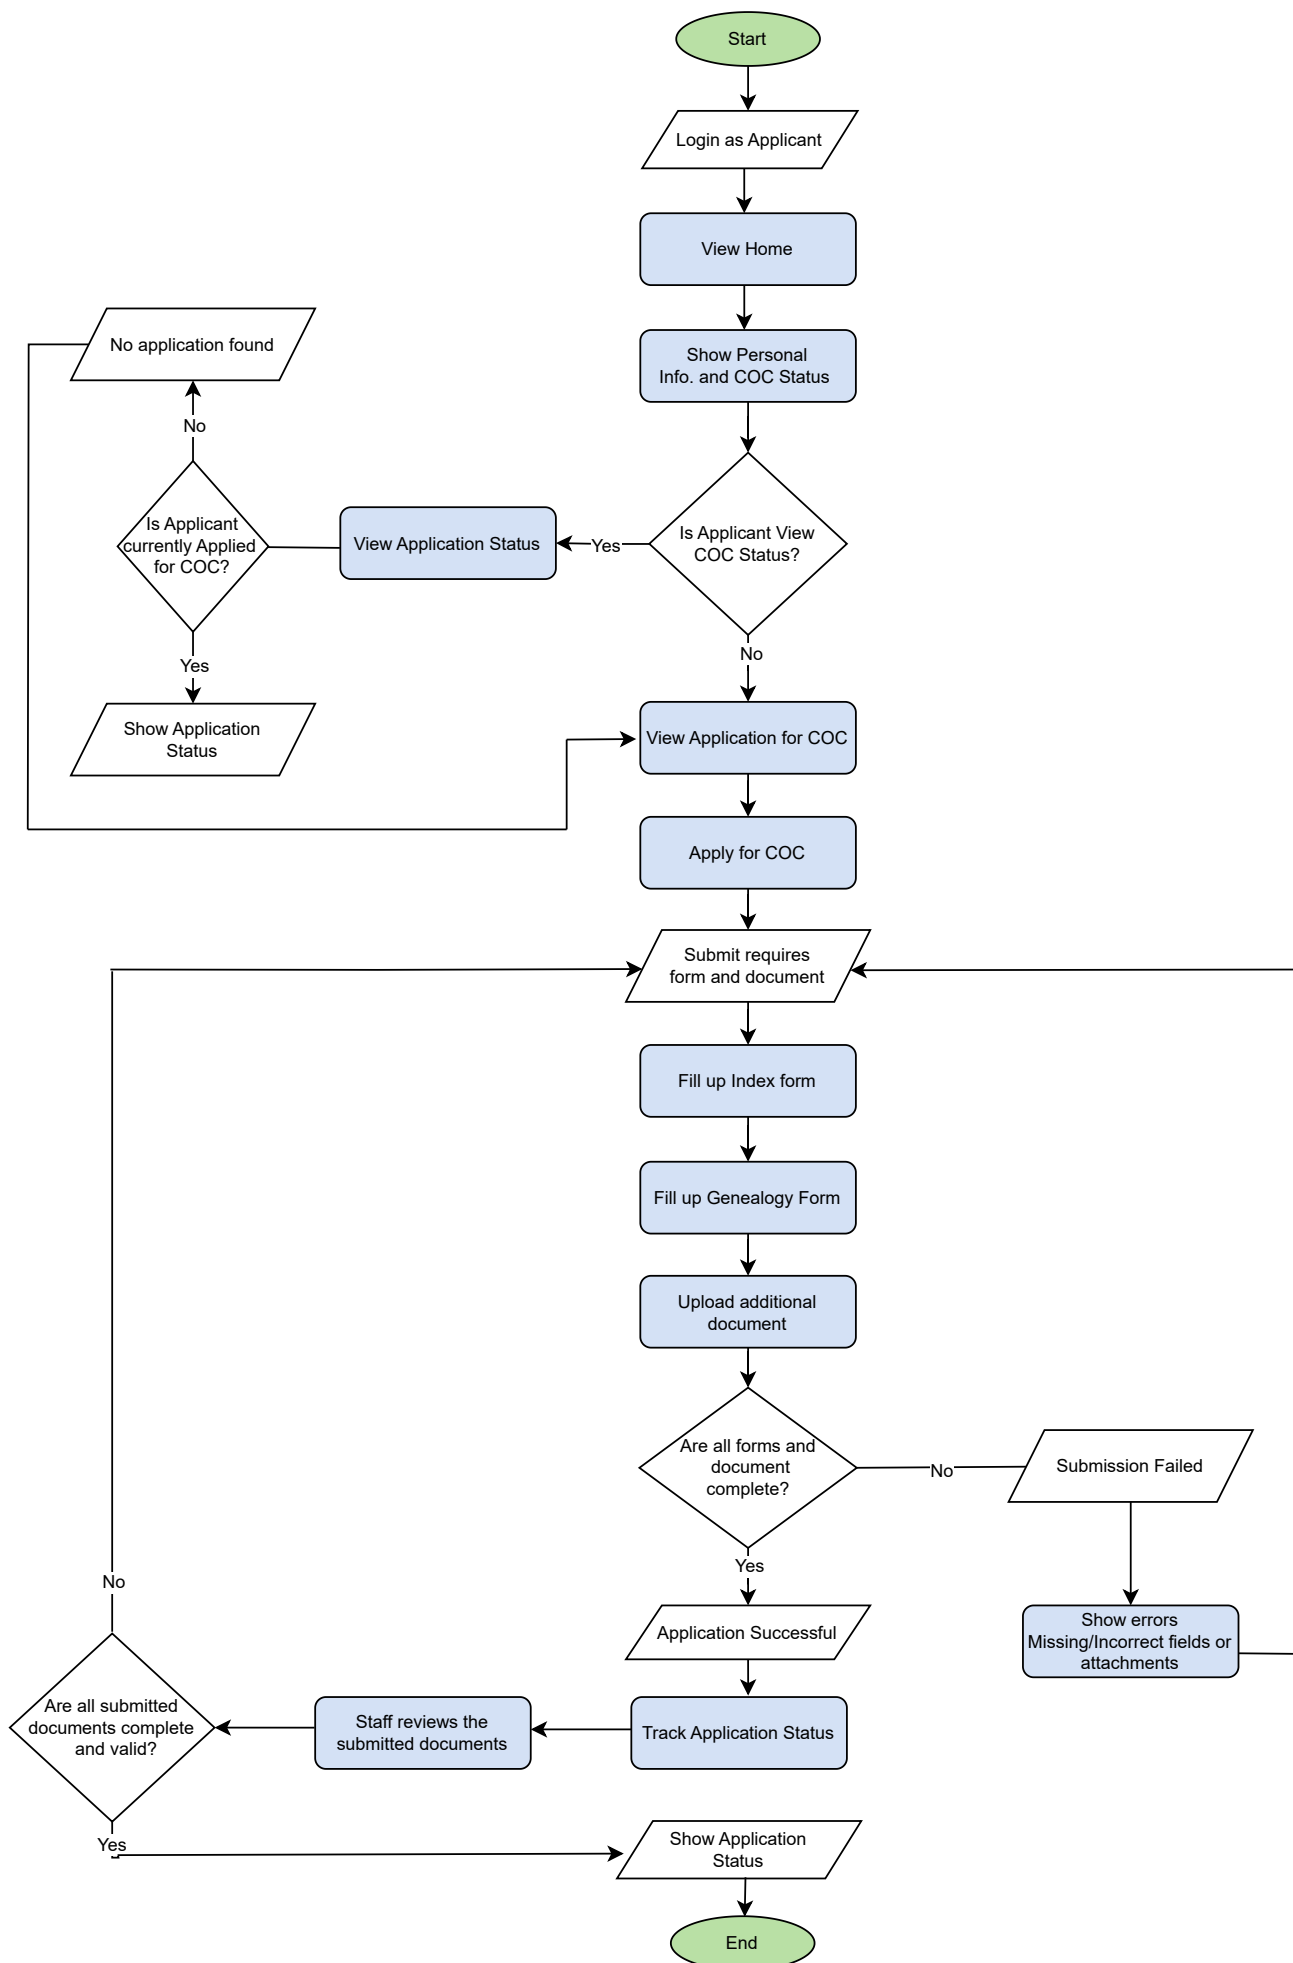 Start
Login as Applicant
View Home
Show Personal
Info. and COC Status
No application found
No
Is Applicant
currently Applied
for COC?
View Application Status
Yes
Is Applicant View
COC Status?
Yes
No
Show Application
Status
View Application for COC
Apply for COC
Submit requires
form and document
Fill up Index form
Fill up Genealogy Form
Upload additional
document
Are all forms and
document
complete?
No
Submission Failed
Yes
No
Application Successful
Show errors
Missing/Incorrect fields or
attachments
Are all submitted
documents complete
and valid?
Staff reviews the
submitted documents
Track Application Status
Yes
Show Application
Status
End